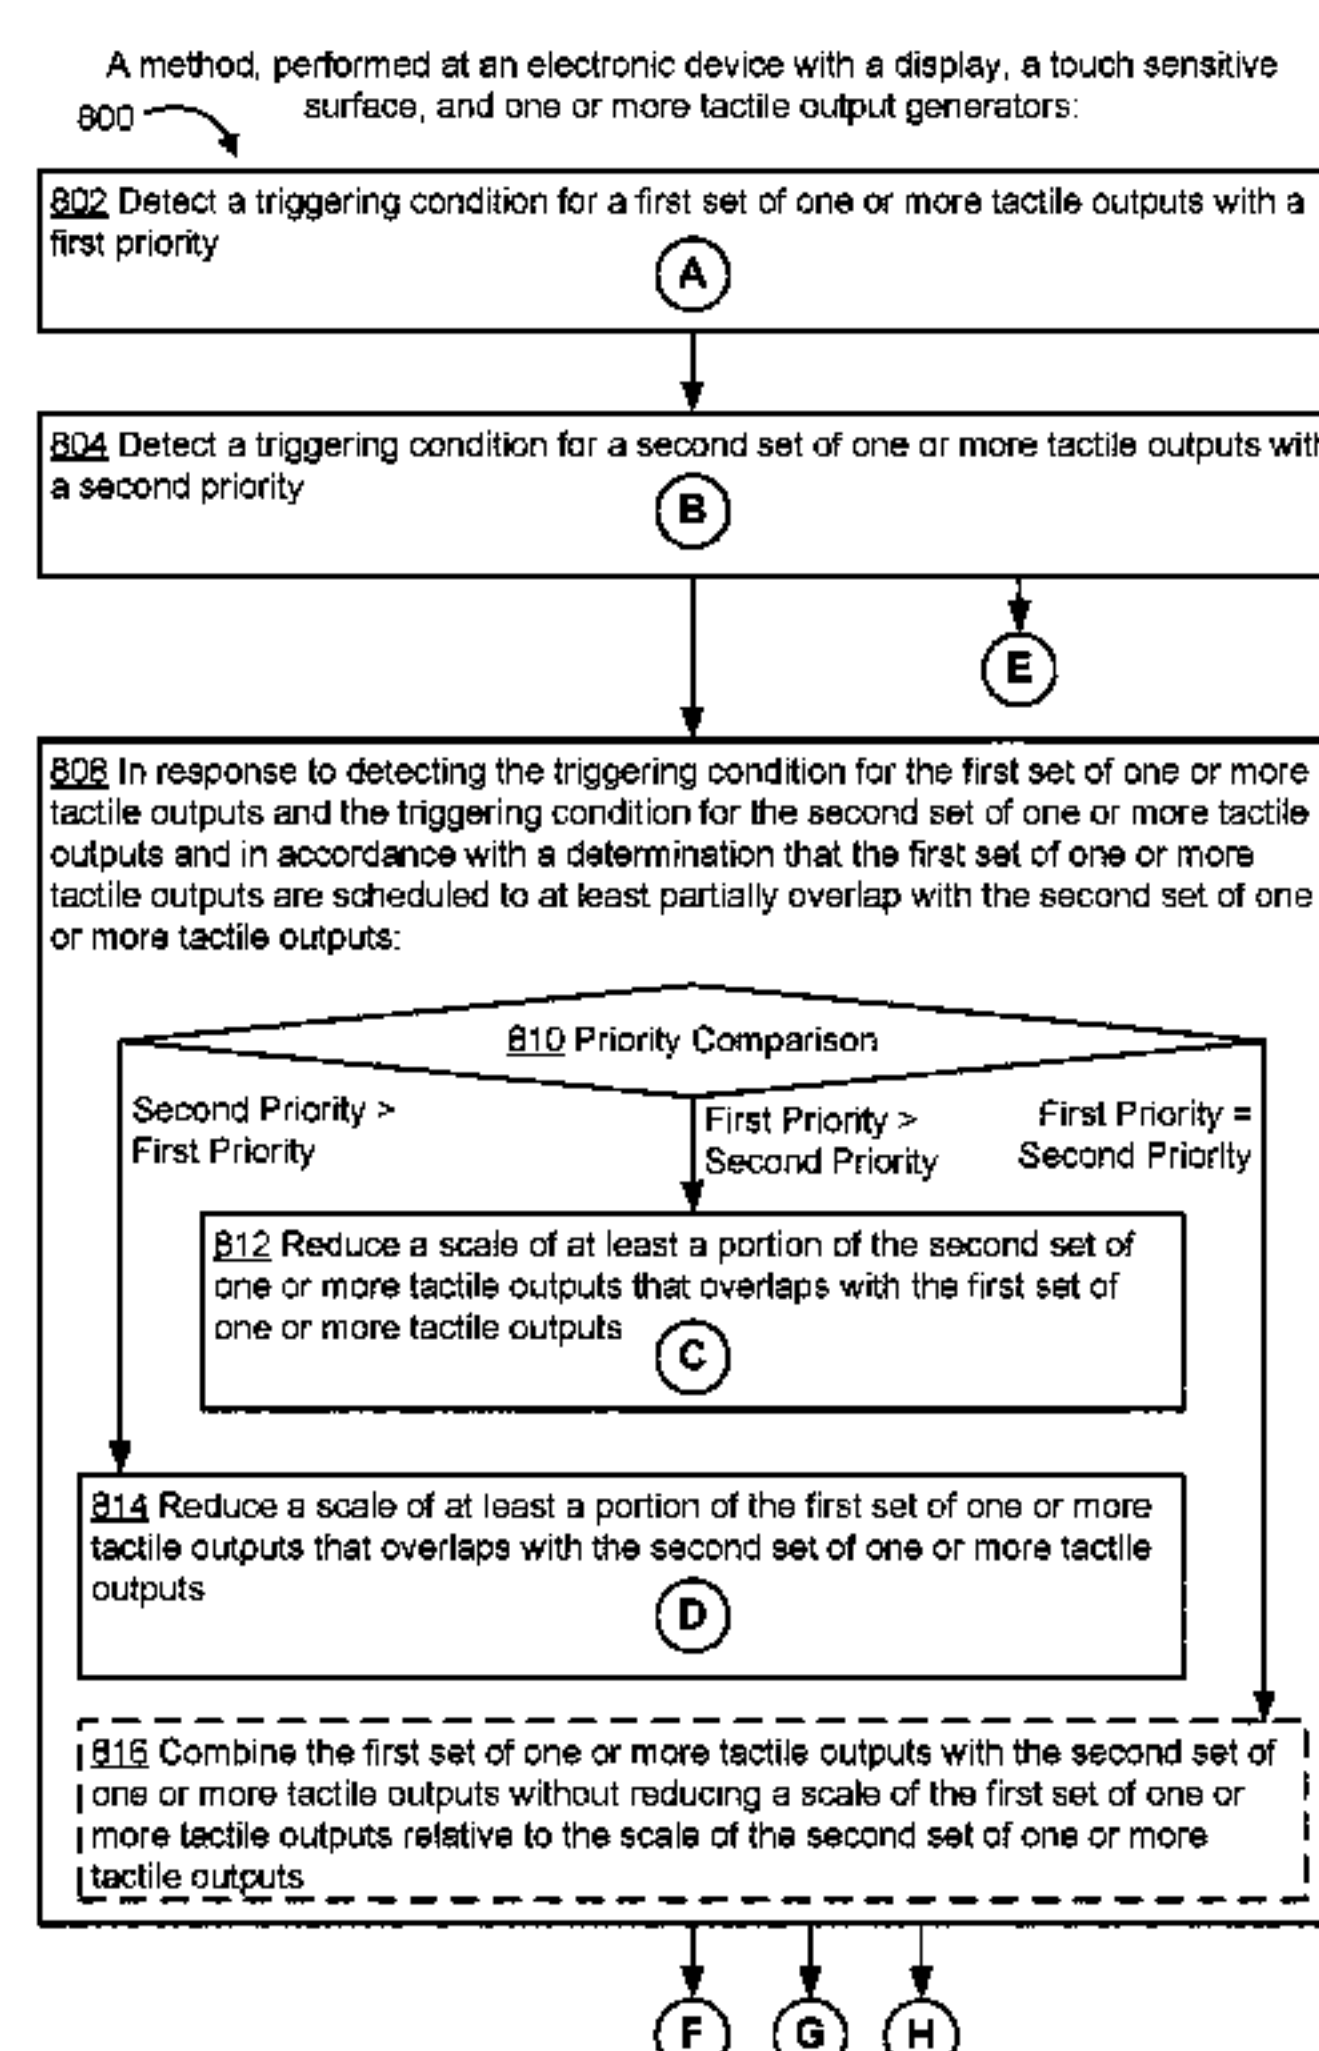 A method, performed at an electronic device with a display, a touch sensitive
surface, and one or more tactile output generators:
800
802 Detect a triggering condition for a first set of one or more tactile outputs with a
first priority
A
804 Detect a triggering condition for a second set of one or more tactile outputs with
a second priority
B
E
808 In response to detecting the triggering condition for the first set of one or more
tactile outputs and the triggering condition for the second set of one or more tactile
outputs and in accordance with a determination that the first set of one or more
tactile outputs are scheduled to at least partially overlap with the second set of one
or more tactile outputs:
810 Priority Comparison
Second Priority >
First Priority
First Priority >
Second Priority
First Priority =
Second Priority
812 Reduce a scale of at least a portion of the second set of
one or more tactile outputs that overlaps with the first set of
one or more tactile outputs
C
814 Reduce a scale of at least a portion of the first set of one or more
tactile outputs that overlaps with the second set of one or more tactile
outputs
D
816 Combine the first set of one or more tactile outputs with the second set of
one or more tactile outputs without reducing a scale of the first set of one or
more tactile outputs relative to the scale of the second set of one or more
tactile outputs
F
G
H